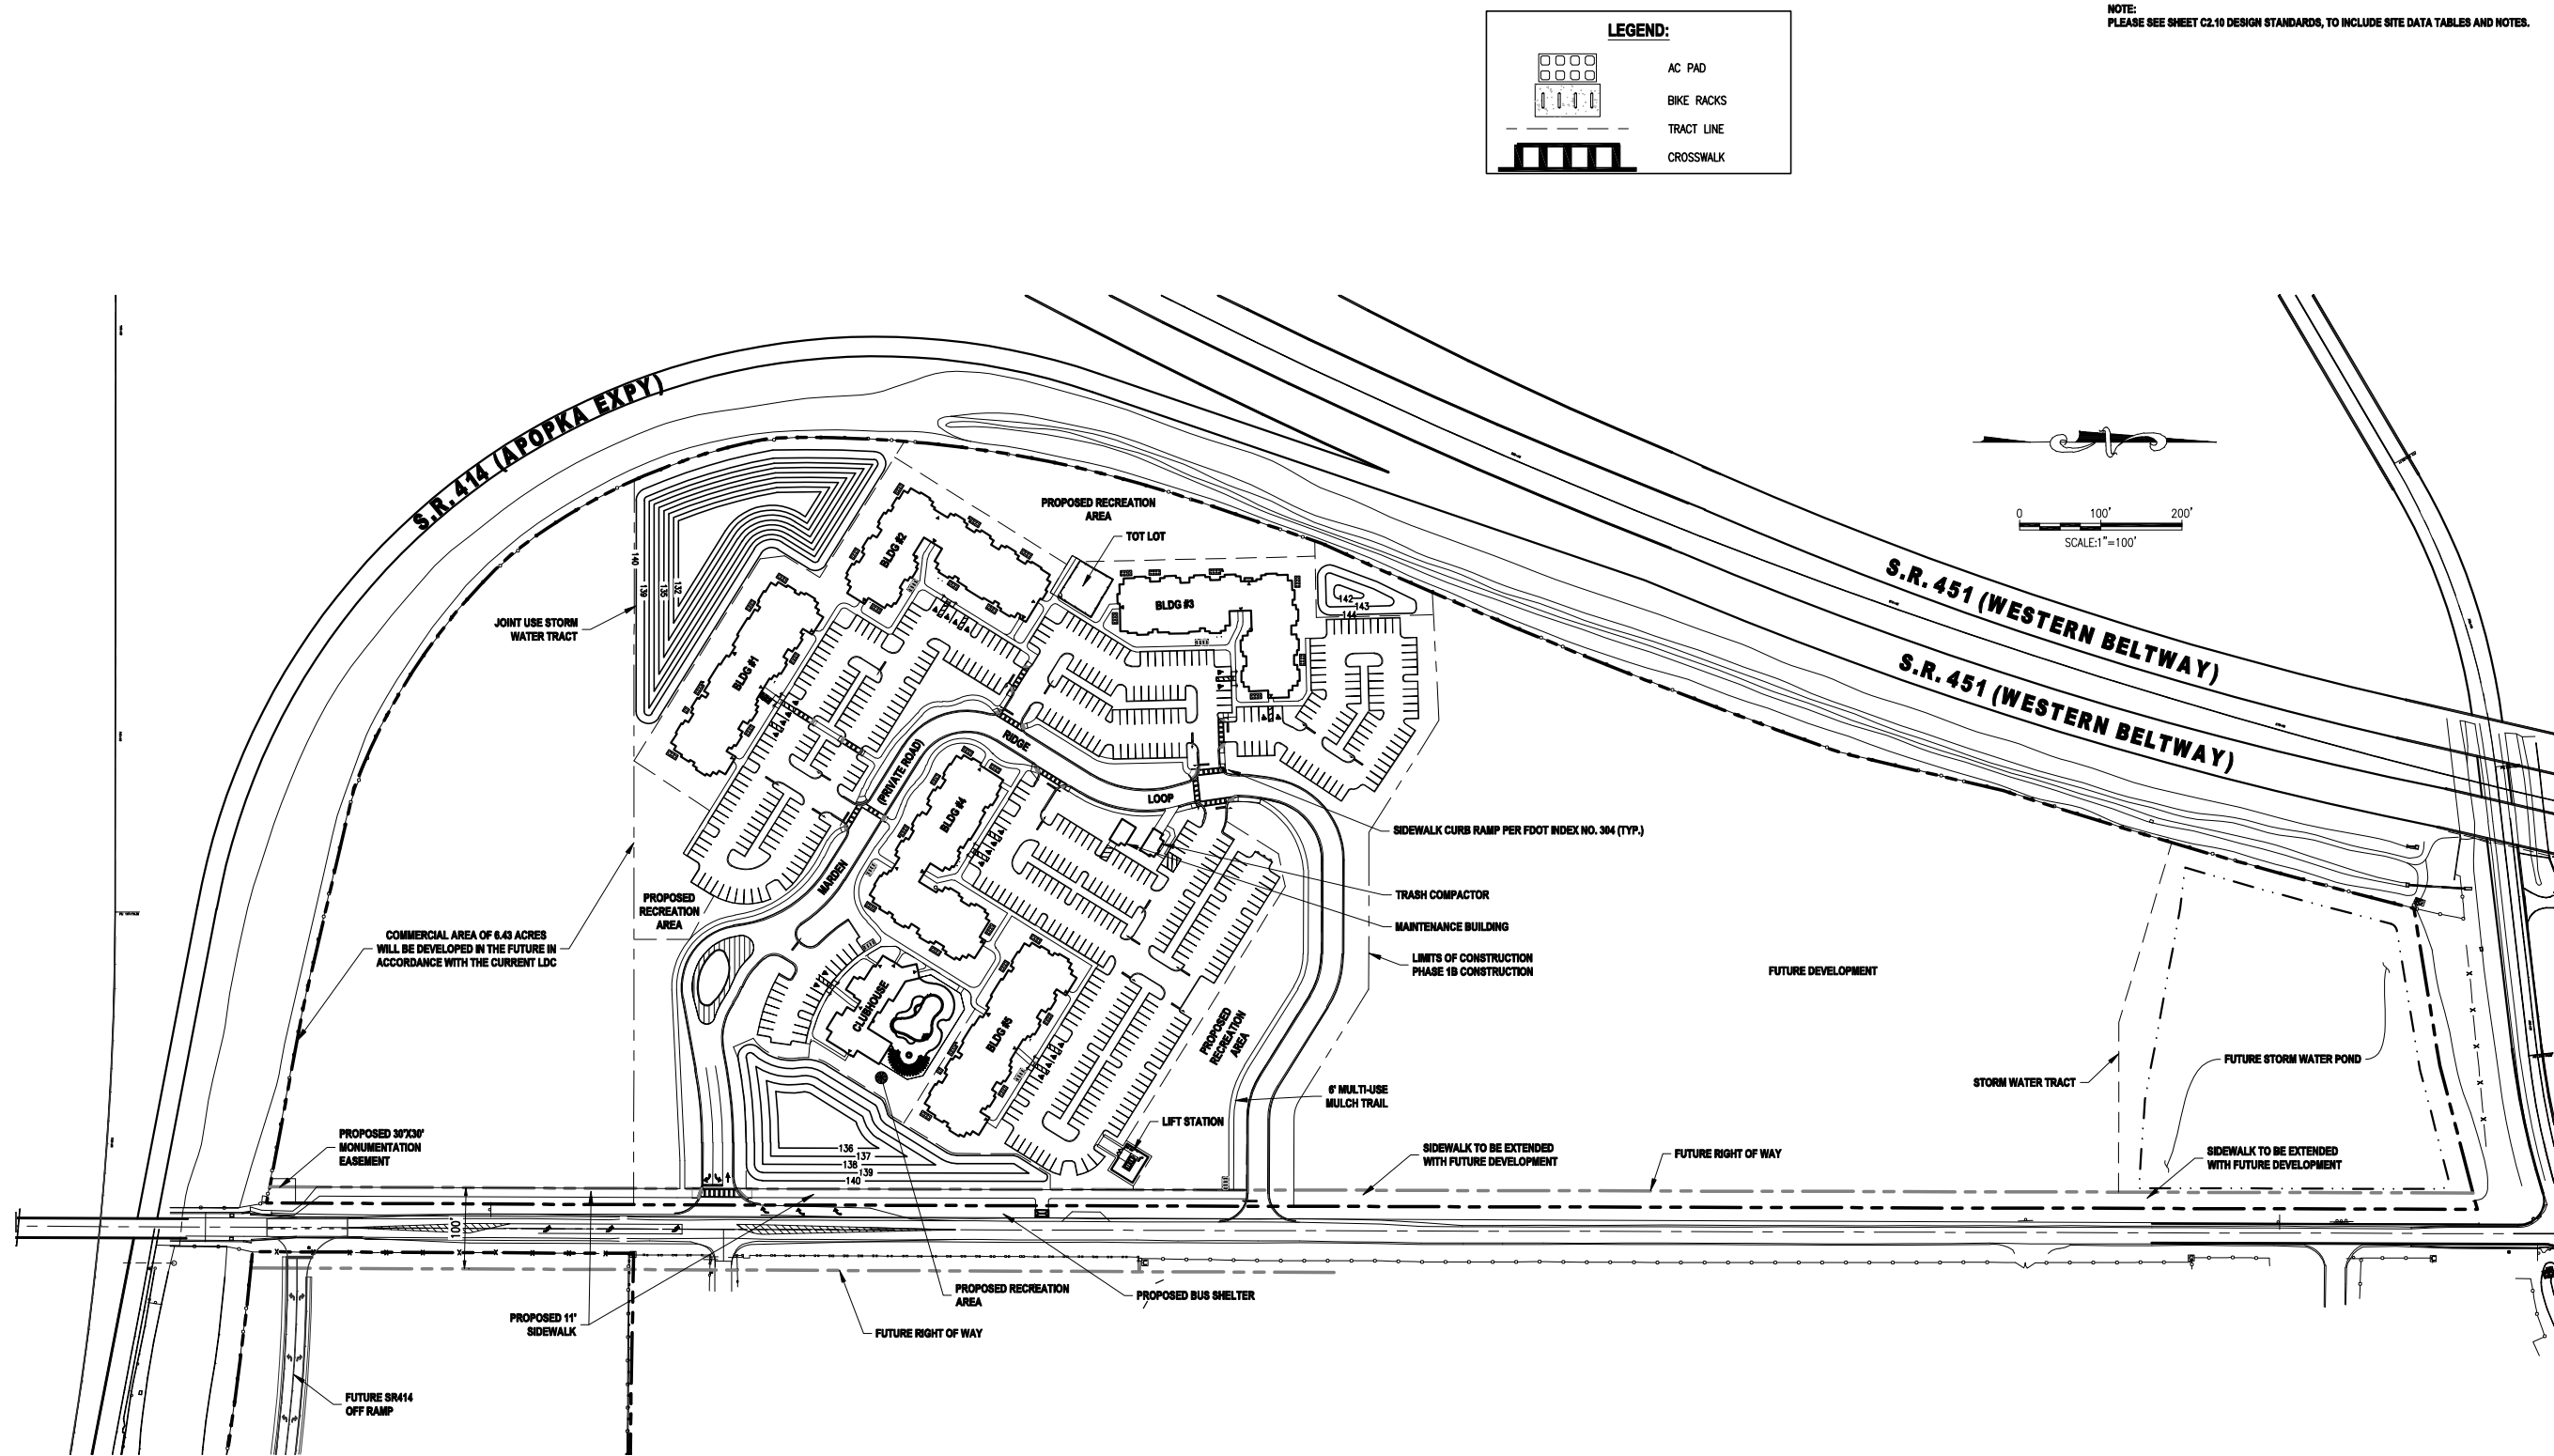 NOTE:
PLEASE SEE SHEET C2.10 DESIGN STANDARDS, TO INCLUDE SITE DATA TABLES AND NOTES.
LEGEND:
AC PAD
BIKE RACKS
TRACT LINE
CROSSWALK
S.R. 414 (APOPKA EXPY)
S.R. 451 (WESTERN BELTWAY)
S.R. 451 (WESTERN BELTWAY)
0
100'
200'
SCALE:1"=100'
PROPOSED RECREATION
AREA
TOT LOT
BLDG #2
BLDG #3
BLDG #1
140
139
135
132
142
143
144
JOINT USE STORM
WATER TRACT
RIDGE
(PRIVATE ROAD)
LOOP
MARDEN
BLDG #4
SIDEWALK CURB RAMP PER FDOT INDEX NO. 304 (TYP.)
TRASH COMPACTOR
MAINTENANCE BUILDING
PROPOSED
RECREATION
AREA
COMMERCIAL AREA OF 6.43 ACRES
WILL BE DEVELOPED IN THE FUTURE IN
ACCORDANCE WITH THE CURRENT LDC
LIMITS OF CONSTRUCTION
PHASE 1B CONSTRUCTION
FUTURE DEVELOPMENT
CLUBHOUSE
BLDG #5
PROPOSED
RECREATION
AREA
FUTURE STORM WATER POND
STORM WATER TRACT
6' MULTI-USE
MULCH TRAIL
LIFT STATION
PROPOSED 30'X30'
MONUMENTATION
EASEMENT
136
137
138
139
140
SIDEWALK TO BE EXTENDED
WITH FUTURE DEVELOPMENT
FUTURE RIGHT OF WAY
SIDEWALK TO BE EXTENDED
WITH FUTURE DEVELOPMENT
100'
PROPOSED RECREATION
AREA
PROPOSED BUS SHELTER
PROPOSED 11'
SIDEWALK
FUTURE RIGHT OF WAY
FUTURE SR414
OFF RAMP